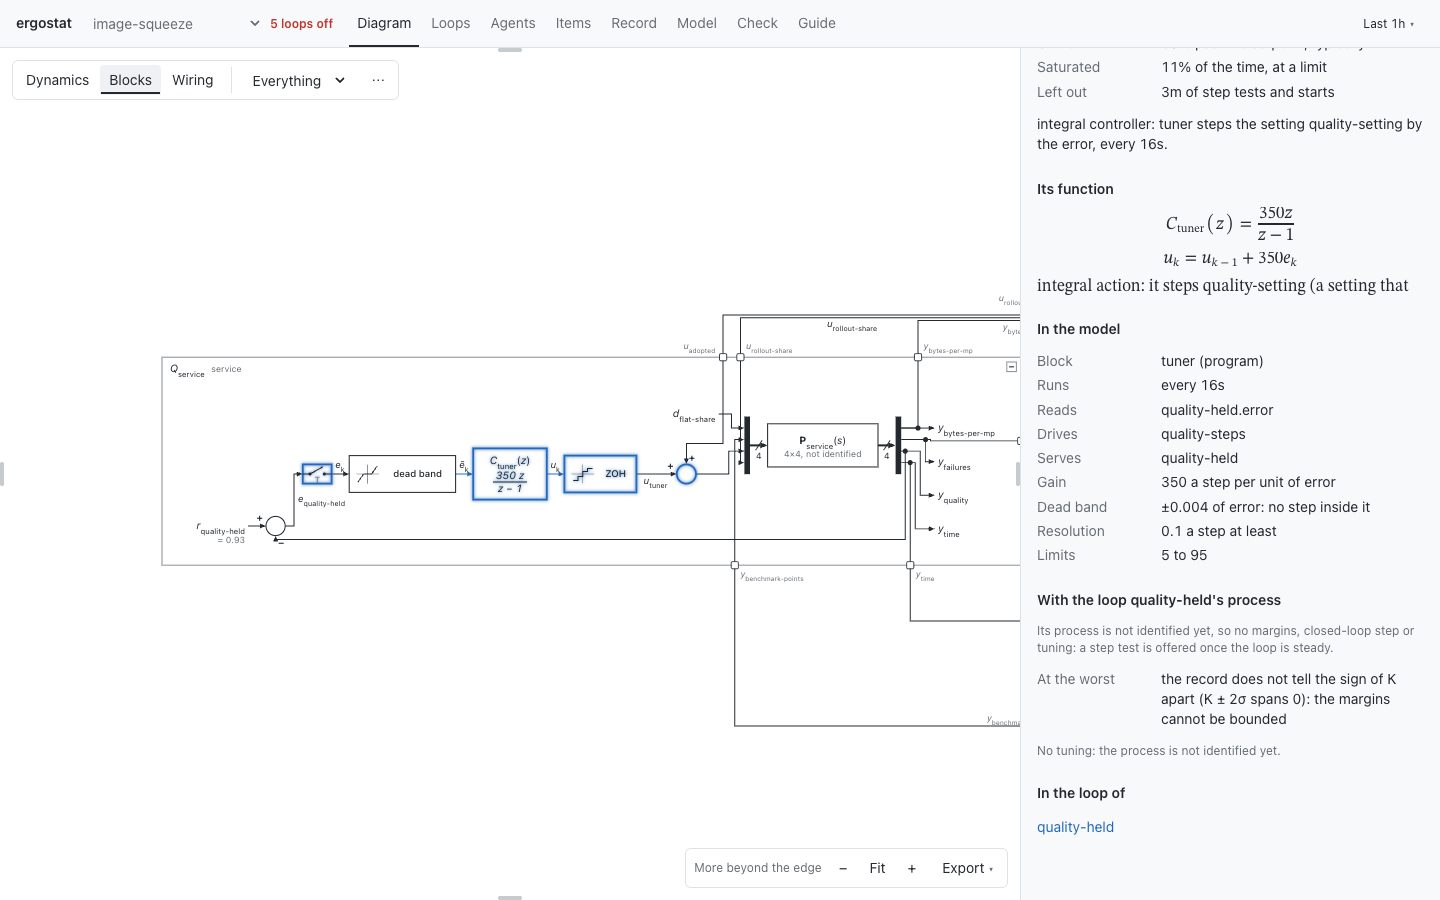 ergostat image-squeeze 5 loops off Diagram Loops Agents Items Record Model Check Guide Last 1h
Dynamics Blocks Wiring Everything ...
Saturated 11% of the time, at a limit
Left out 3m of step tests and starts
integral controller: tuner steps the setting quality-setting by
the error, every 16s.
Its function
C_tuner(z) = 350z / z − 1
u_k = u_{k−1} + 350e_k
integral action: it steps quality-setting (a setting that
In the model
Block tuner (program)
Runs every 16s
Reads quality-held.error
Drives quality-steps
Serves quality-held
Gain 350 a step per unit of error
Dead band ±0.004 of error: no step inside it
Resolution 0.1 a step at least
Limits 5 to 95
With the loop quality-held's process
Its process is not identified yet, so no margins, closed-loop step or
tuning: a step test is offered once the loop is steady.
At the worst the record does not tell the sign of K
apart (K ± 2σ spans 0): the margins
cannot be bounded
No tuning: the process is not identified yet.
In the loop of
quality-held
u_rollout-share
u_adopted
u_rollout-share
y_bytes-per-mp
Q_service service
d_flat-share
P_service(s)
4×4, not identified
4
4
y_bytes-per-mp
y_failures
y_quality
y_time
T
e_k
dead band
ē_k
C_tuner(z)
350 z
z − 1
u_k
ZOH
u_tuner
+
+
e_quality-held
r_quality-held
= 0.93
+
−
y_benchmark-points
y_time
More beyond the edge − Fit + Export